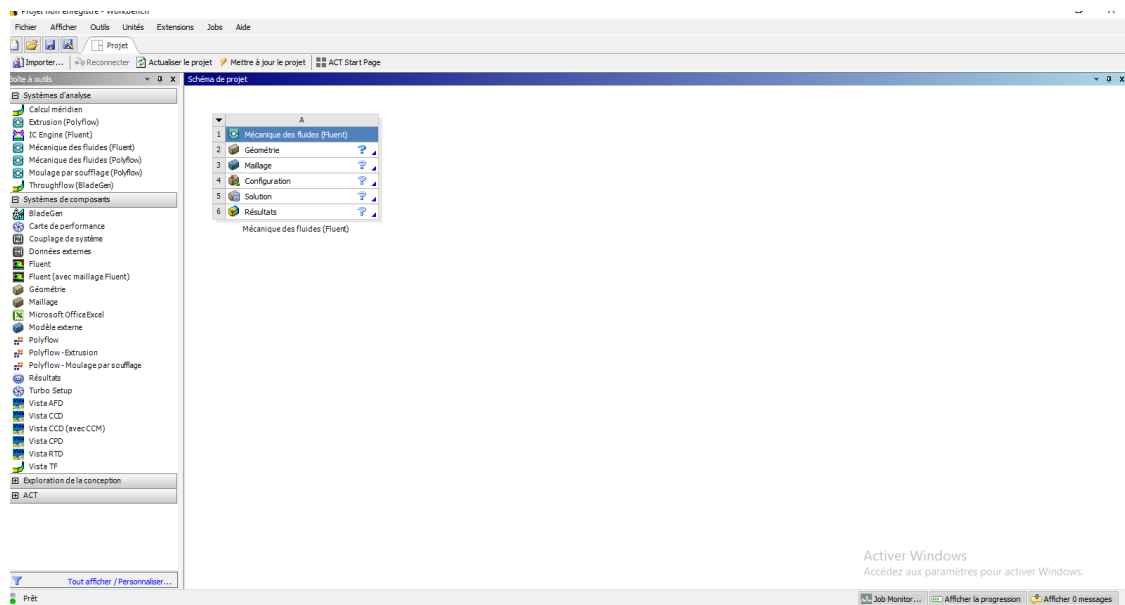 Projet non enregistré - Workbench
Fichier Afficher Outils Unités Extensions Jobs Aide
Projet
Importer... Reconnecter Actualiser le projet Mettre à jour le projet ACT Start Page
Boîte à outils
Schéma de projet
Systèmes d'analyse
Calcul méridien
Extrusion (Polyflow)
IC Engine (Fluent)
Mécanique des fluides (Fluent)
Mécanique des fluides (Polyflow)
Moulage par soufflage (Polyflow)
Throughflow (BladeGen)
Systèmes de composants
BladeGen
Carte de performance
Couplage de système
Données externes
Fluent
Fluent (avec maillage Fluent)
Géométrie
Maillage
Microsoft Office Excel
Modèle externe
Polyflow
Polyflow - Extrusion
Polyflow - Moulage par soufflage
Résultats
Turbo Setup
Vista AFD
Vista CCD
Vista CCD (avec CCM)
Vista CPD
Vista RTD
Vista TF
Exploration de la conception
ACT
Tout afficher / Personnaliser...
A
1 Mécanique des fluides (Fluent)
2 Géométrie ?
3 Maillage ?
4 Configuration ?
5 Solution ?
6 Résultats ?
Mécanique des fluides (Fluent)
Activer Windows
Accédez aux paramètres pour activer Windows.
Prêt
Job Monitor... Afficher la progression Afficher 0 messages